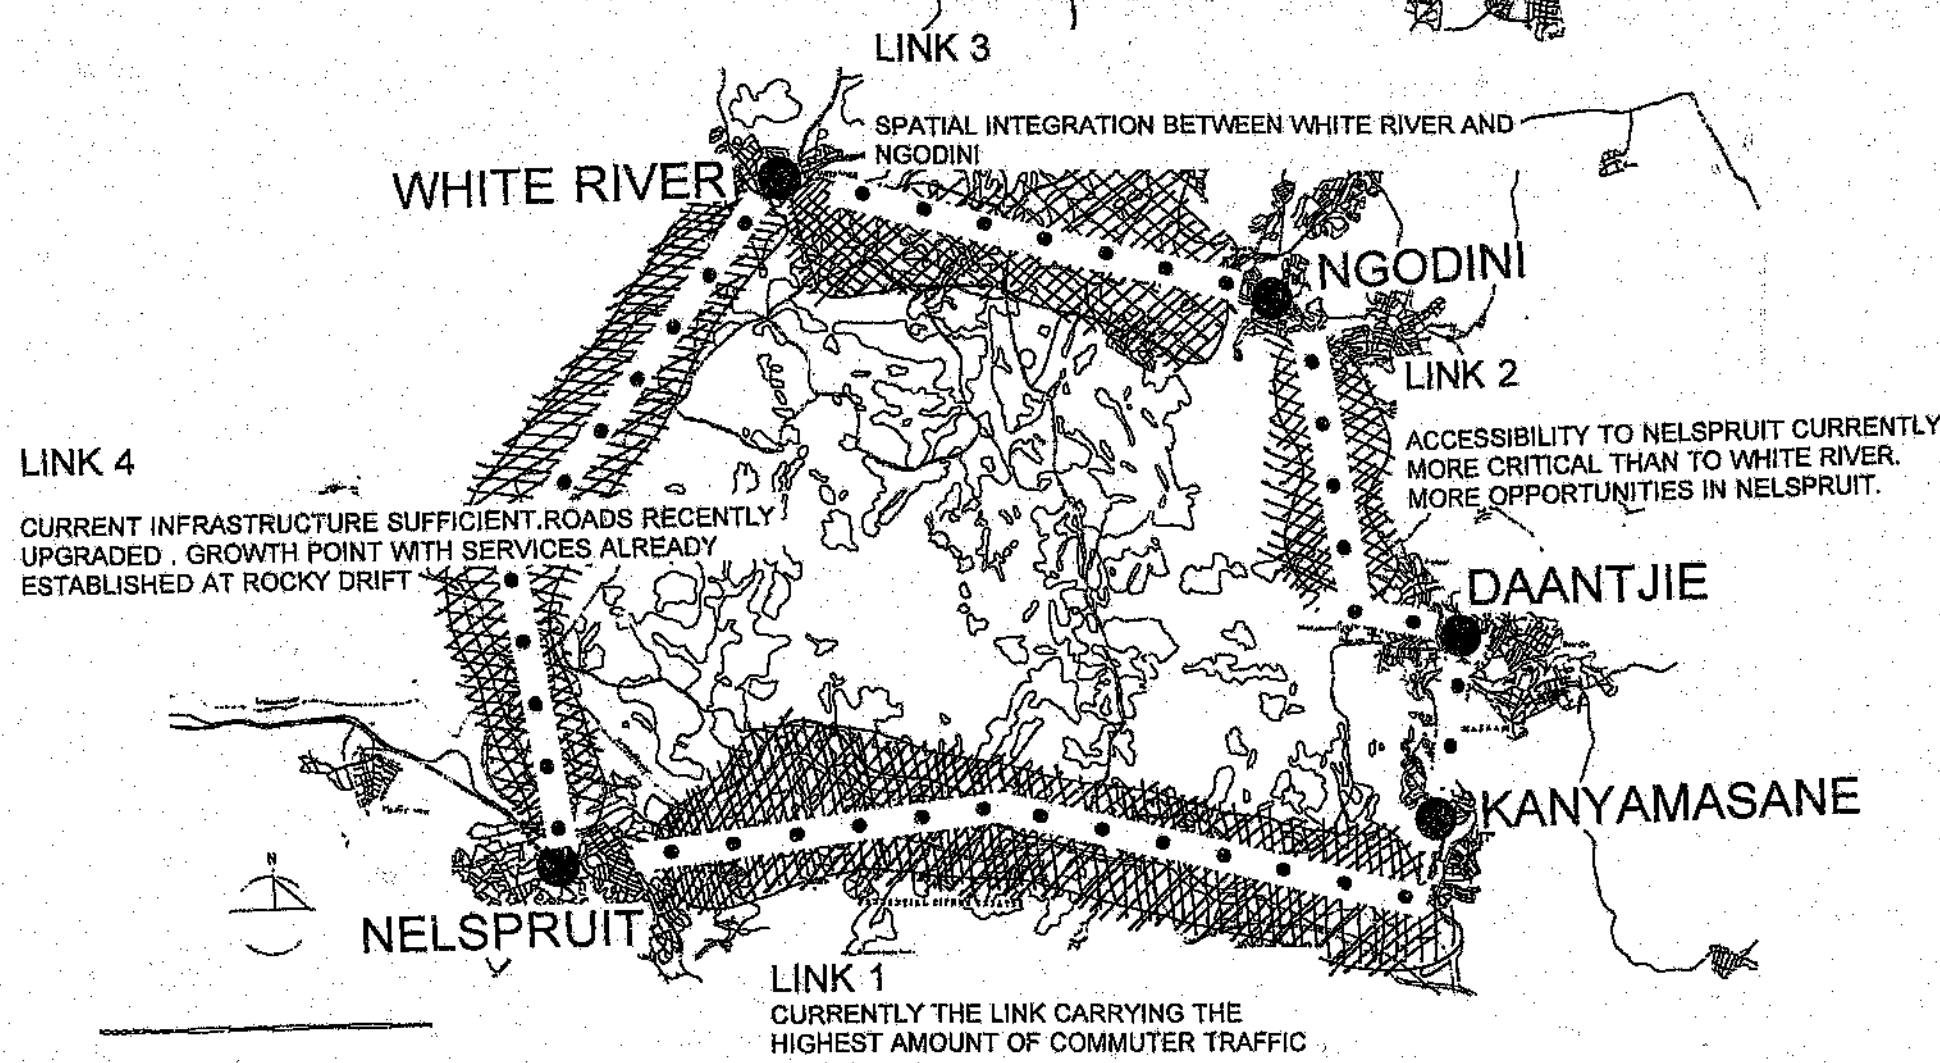 LINK 3
SPATIAL INTEGRATION BETWEEN WHITE RIVER AND
NGODINI
WHITE RIVER
NGODINI
LINK 2
ACCESSIBILITY TO NELSPRUIT CURRENTLY
MORE CRITICAL THAN TO WHITE RIVER.
MORE OPPORTUNITIES IN NELSPRUIT.
LINK 4
CURRENT INFRASTRUCTURE SUFFICIENT.ROADS RECENTLY
UPGRADED . GROWTH POINT WITH SERVICES ALREADY
ESTABLISHED AT ROCKY DRIFT
DAANTJIE
KANYAMASANE
N
NELSPRUIT
LINK 1
CURRENTLY THE LINK CARRYING THE
HIGHEST AMOUNT OF COMMUTER TRAFFIC